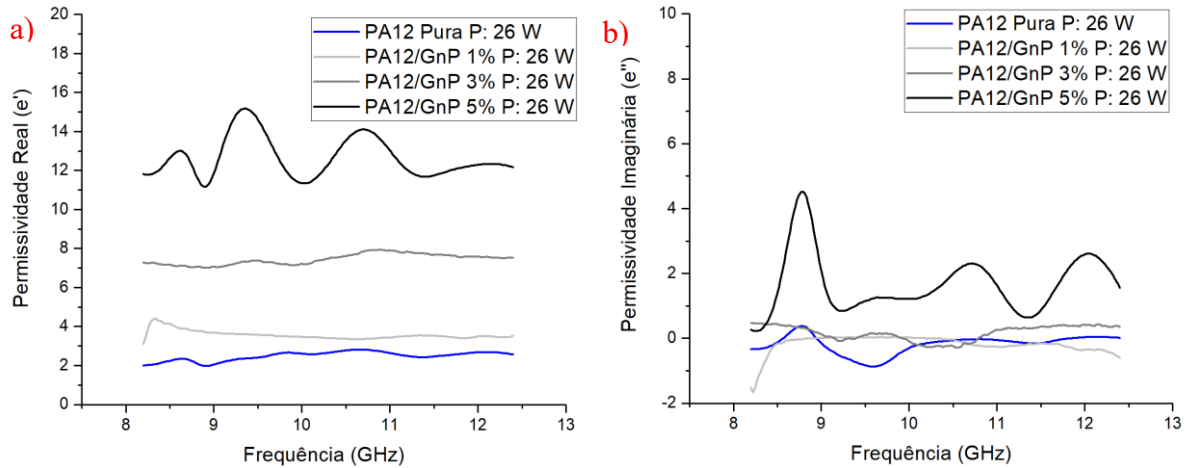 a)
20
18
16
14
12
10
8
6
4
2
0
Permissividade Real (e')
PA12 Pura P: 26 W
PA12/GnP 1% P: 26 W
PA12/GnP 3% P: 26 W
PA12/GnP 5% P: 26 W
8 9 10 11 12 13
Frequência (GHz)
b)
10
8
6
4
2
0
-2
Permissividade Imaginária (e'')
PA12 Pura P: 26 W
PA12/GnP 1% P: 26 W
PA12/GnP 3% P: 26 W
PA12/GnP 5% P: 26 W
8 9 10 11 12 13
Frequência (GHz)